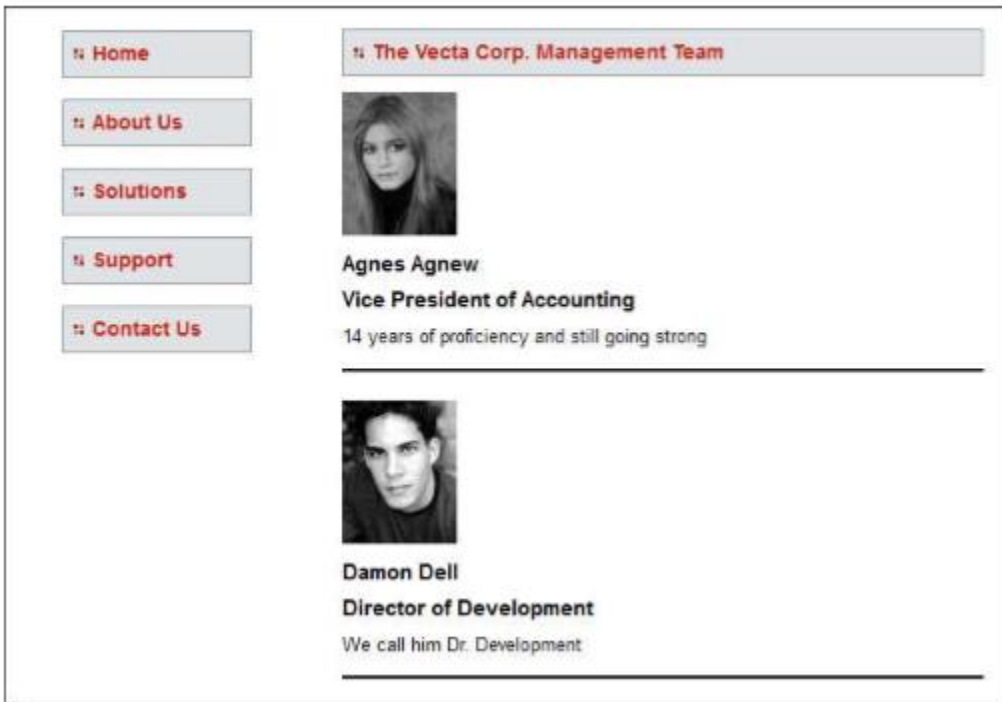 Home
About Us
Solutions
Support
Contact Us
The Vecta Corp. Management Team
Agnes Agnew
Vice President of Accounting
14 years of proficiency and still going strong
Damon Dell
Director of Development
We call him Dr. Development